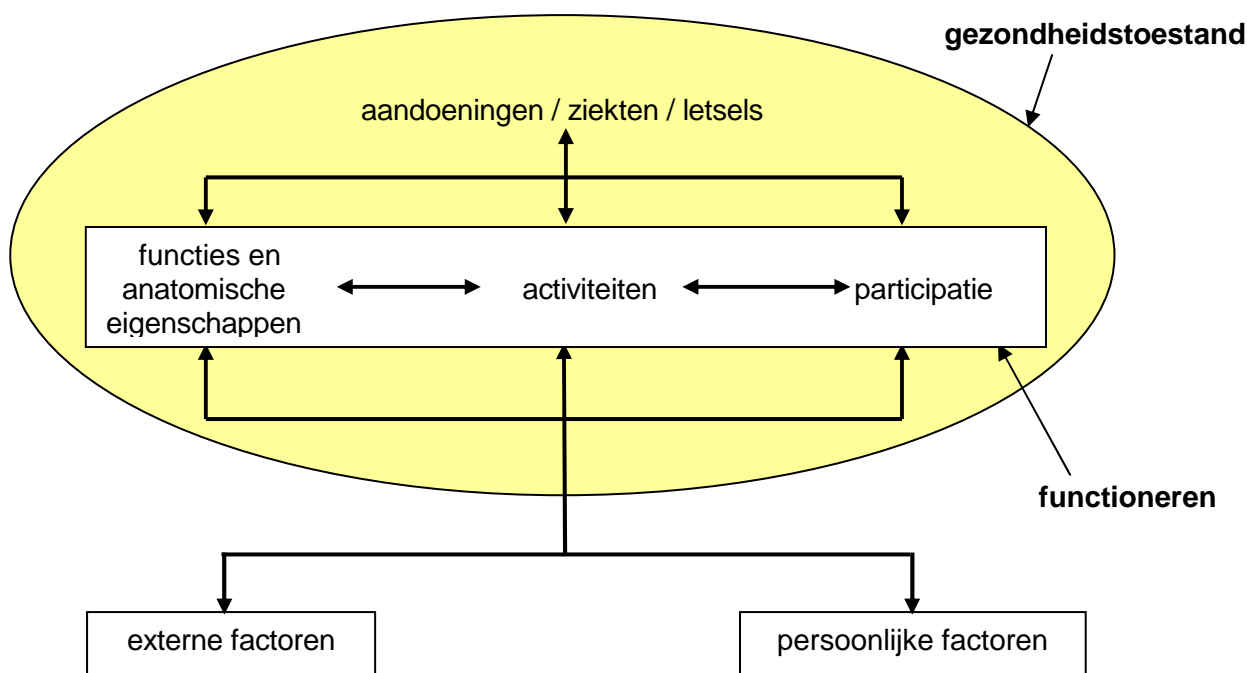 gezondheidstoestand
aandoeningen / ziekten / letsels
functies en
anatomische
eigenschappen
activiteiten
participatie
functioneren
externe factoren
persoonlijke factoren